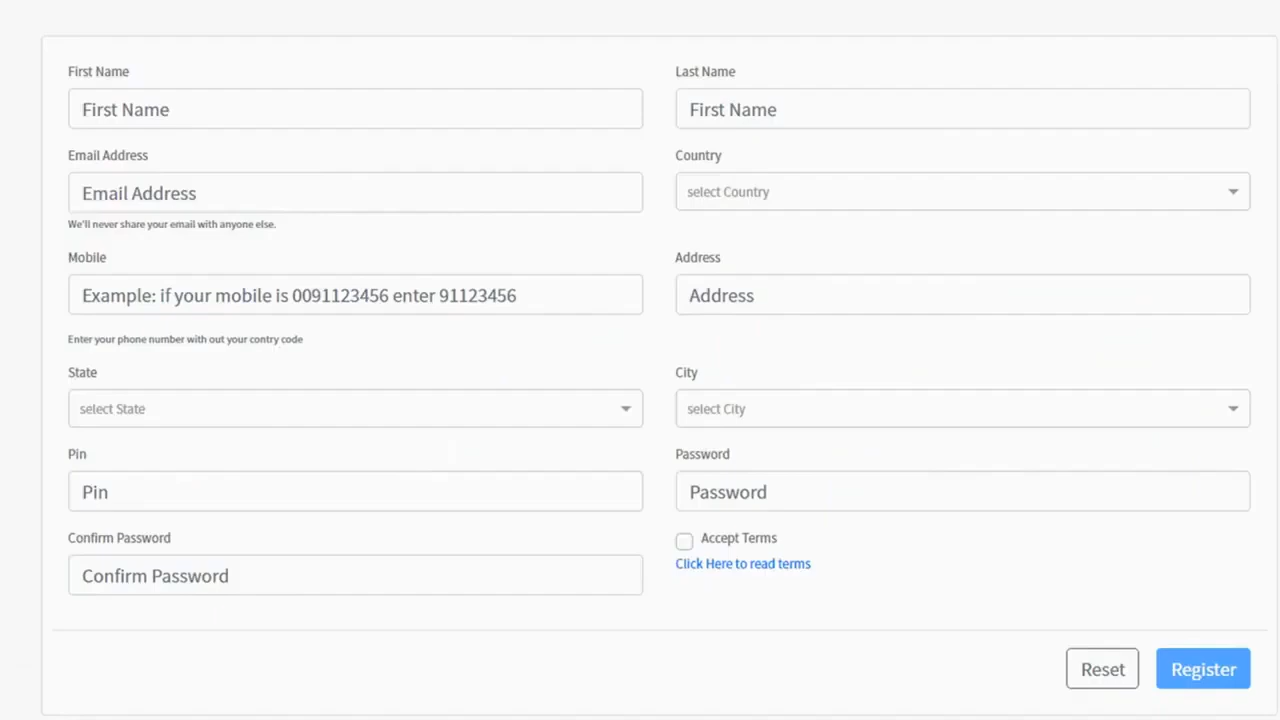 First Name
Last Name
First Name
First Name
Email Address
Country
Email Address
select Country
We'll never share your email with anyone else.
Mobile
Address
Example: if your mobile is 0091123456 enter 91123456
Address
Enter your phone number with out your contry code
State
City
select State
select City
Pin
Password
Pin
Password
Confirm Password
Accept Terms
Click Here to read terms
Confirm Password
Reset
Register